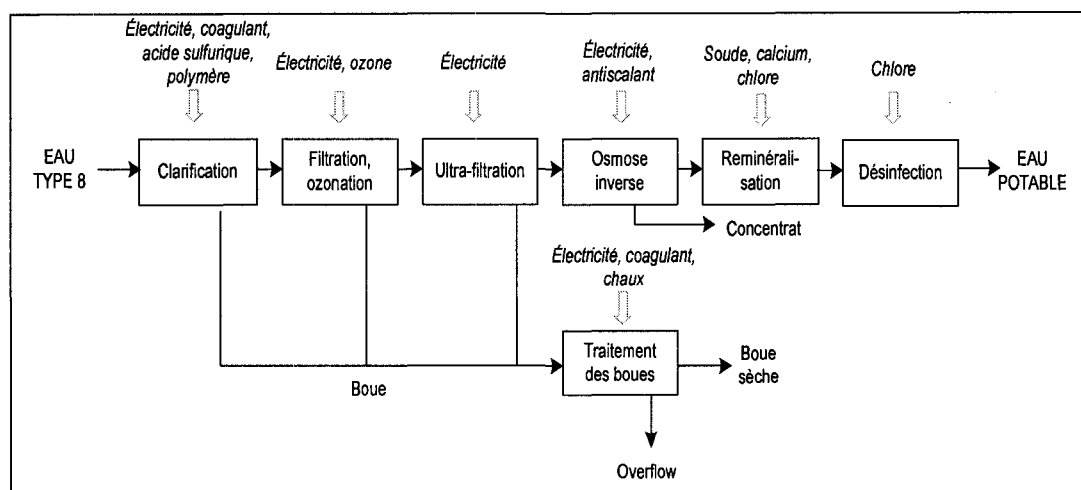 Électricité, coagulant,
acide sulfurique,
polymère
Électricité, ozone
Électricité
Électricité,
antiscalant
Soude, calcium,
chlore
Chlore
EAU
TYPE 8
Clarification
Filtration,
ozonation
Ultra-filtration
Osmose
inverse
Reminérali-
sation
Désinfection
EAU
POTABLE
Concentrat
Électricité, coagulant,
chaux
Traitement
des boues
Boue
sèche
Boue
Overflow